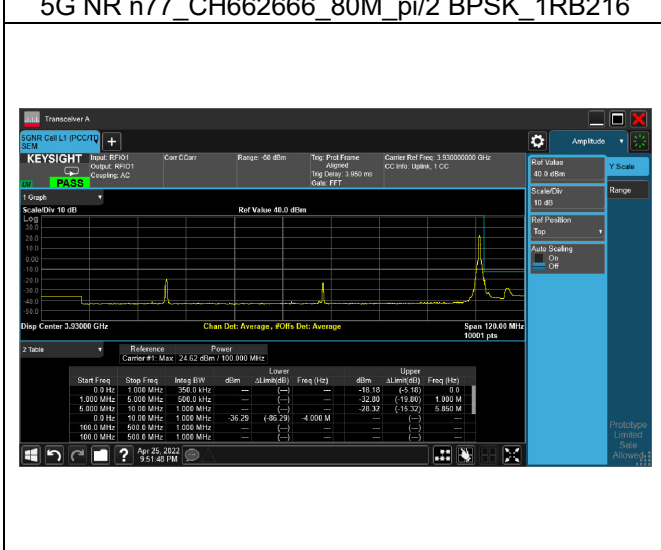 5G NR n77_CH662666_80M_pi/2 BPSK_1RB216
Transceiver A
5GNR Cell L1 (PCC/TD
SEM
+
Amplitude
KEYSIGHT
Input: RFIO1
Output: RFIO1
Coupling: AC
Corr CCorr
Range: -60 dBm
Trig: Prot Frame
Aligned
Trig Delay: 3.950 ms
Gate: FFT
Carrier Ref Freq: 3.930000000 GHz
CC Info: Uplink, 1 CC
PASS
Ref Value
40.0 dBm
Y Scale
Scale/Div
10 dB
Range
Ref Position
Top
Auto Scaling
On
Off
1 Graph
Scale/Div 10 dB
Ref Value 40.0 dBm
Log
30.0
20.0
10.0
0.00
-10.0
-20.0
-30.0
-40.0
-50.0
Disp Center 3.93000 GHz
Chan Det: Average , #Offs Det: Average
Span 120.00 MHz
10001 pts
2 Table
Reference Power
Carrier #1: Max 24.62 dBm / 100.000 MHz
Lower Upper
Start Freq Stop Freq Integ BW dBm ΔLimit(dB) Freq (Hz) dBm ΔLimit(dB) Freq (Hz)
0.0 Hz 1.000 MHz 350.0 kHz --- (---) --- -18.18 (-5.18) 0.0
1.000 MHz 5.000 MHz 500.0 kHz --- (---) --- -32.80 (-19.80) 1.000 M
5.000 MHz 10.00 MHz 1.000 MHz --- (---) --- -28.32 (-15.32) 5.850 M
0.0 Hz 10.00 MHz 1.000 MHz -36.29 (-86.29) -4.000 M --- (---) ---
100.0 MHz 500.0 MHz 1.000 MHz --- (---) --- --- (---) ---
100.0 MHz 500.0 MHz 1.000 MHz --- (---) --- --- (---) ---
Prototype
Limited
Sale
Allowed
?
Apr 25, 2022
9:51:48 PM